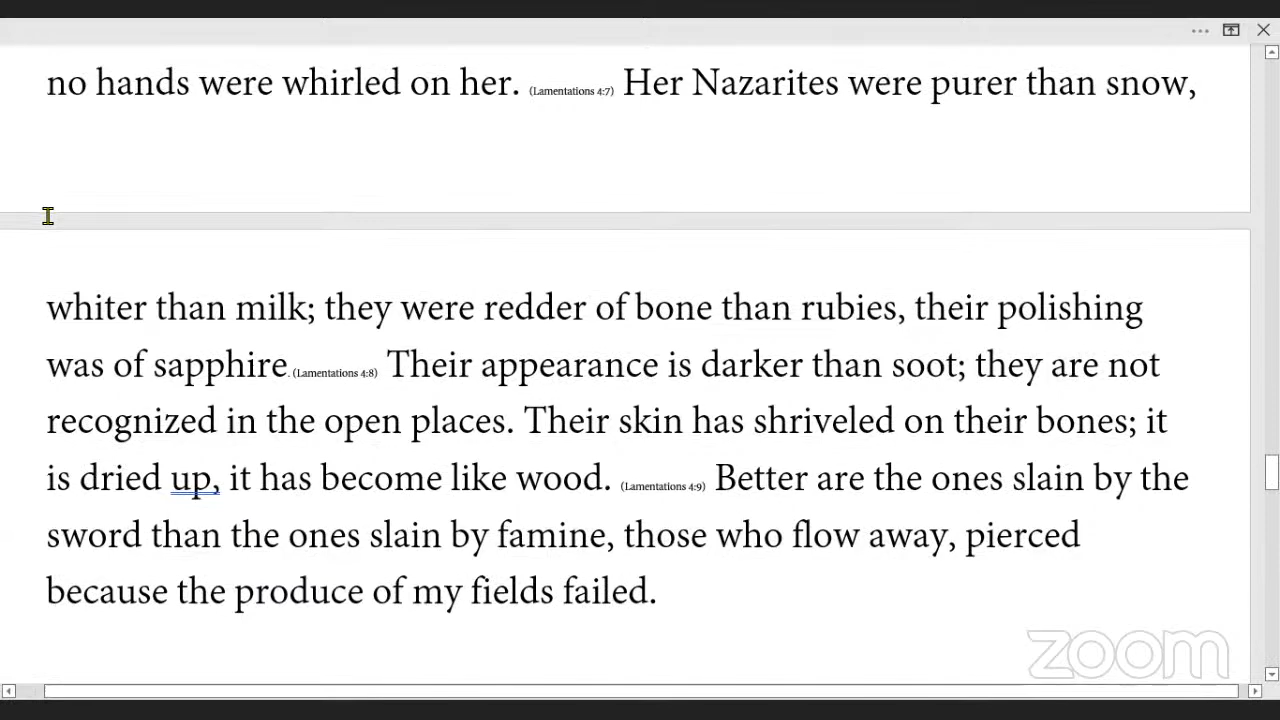 no hands were whirled on her. (Lamentations 4:7) Her Nazarites were purer than snow,
whiter than milk; they were redder of bone than rubies, their polishing
was of sapphire. (Lamentations 4:8) Their appearance is darker than soot; they are not
recognized in the open places. Their skin has shriveled on their bones; it
is dried up, it has become like wood. (Lamentations 4:9) Better are the ones slain by the
sword than the ones slain by famine, those who flow away, pierced
because the produce of my fields failed.
zoom